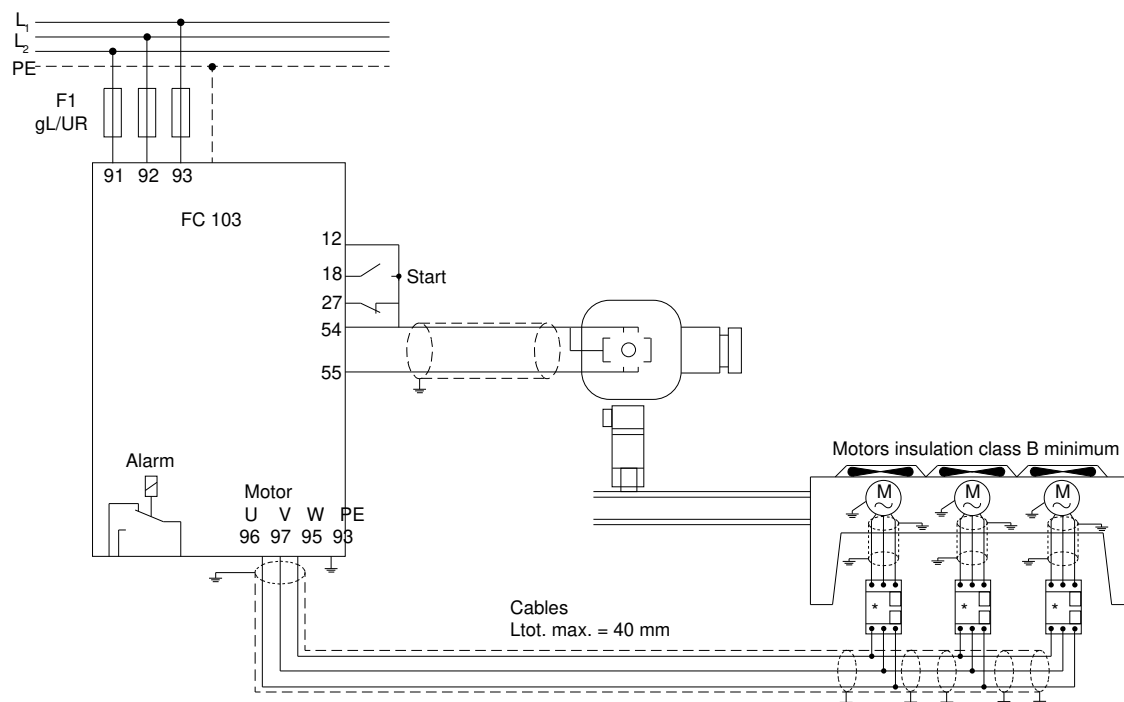 L1
L2
PE
F1
gL/UR
91 92 93
FC 103
12
18 Start
27
54
55
Alarm
Motor
U V W PE
96 97 95 93
Motors insulation class B minimum
M M M
* * *
Cables
Ltot. max. = 40 mm